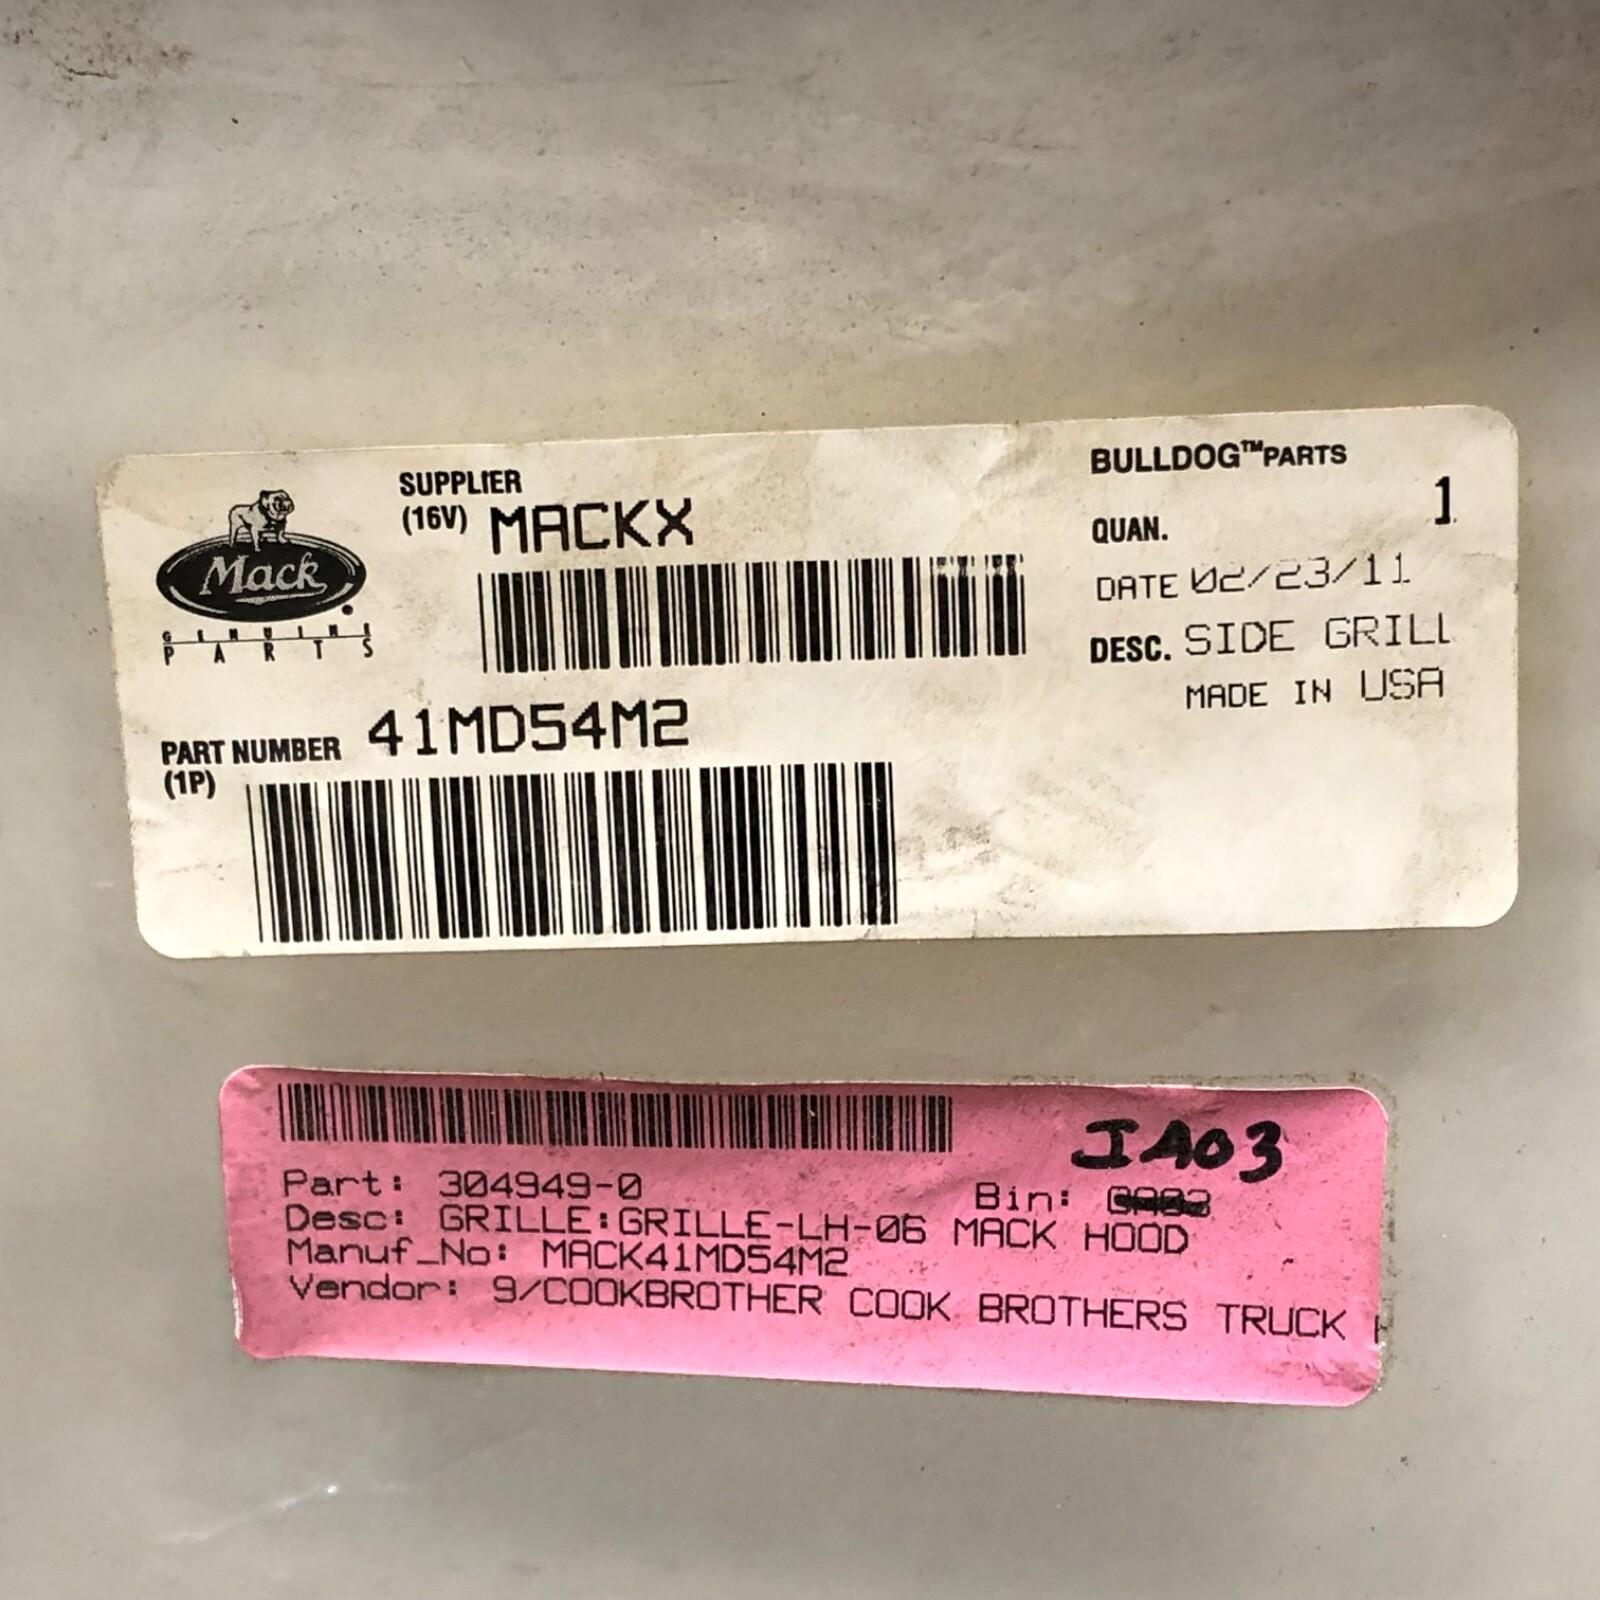 Mack
GENUINE
PARTS
SUPPLIER
(16V) MACKX
BULLDOG™PARTS
QUAN. 1
DATE 02/23/11
DESC. SIDE GRILL
MADE IN USA
PART NUMBER 41MD54M2
(1P)
IA03
Part: 304949-0 Bin:
Desc: GRILLE:GRILLE-LH-06 MACK HOOD
Manuf_No: MACK41MD54M2
Vendor: 9/COOKBROTHER COOK BROTHERS TRUCK